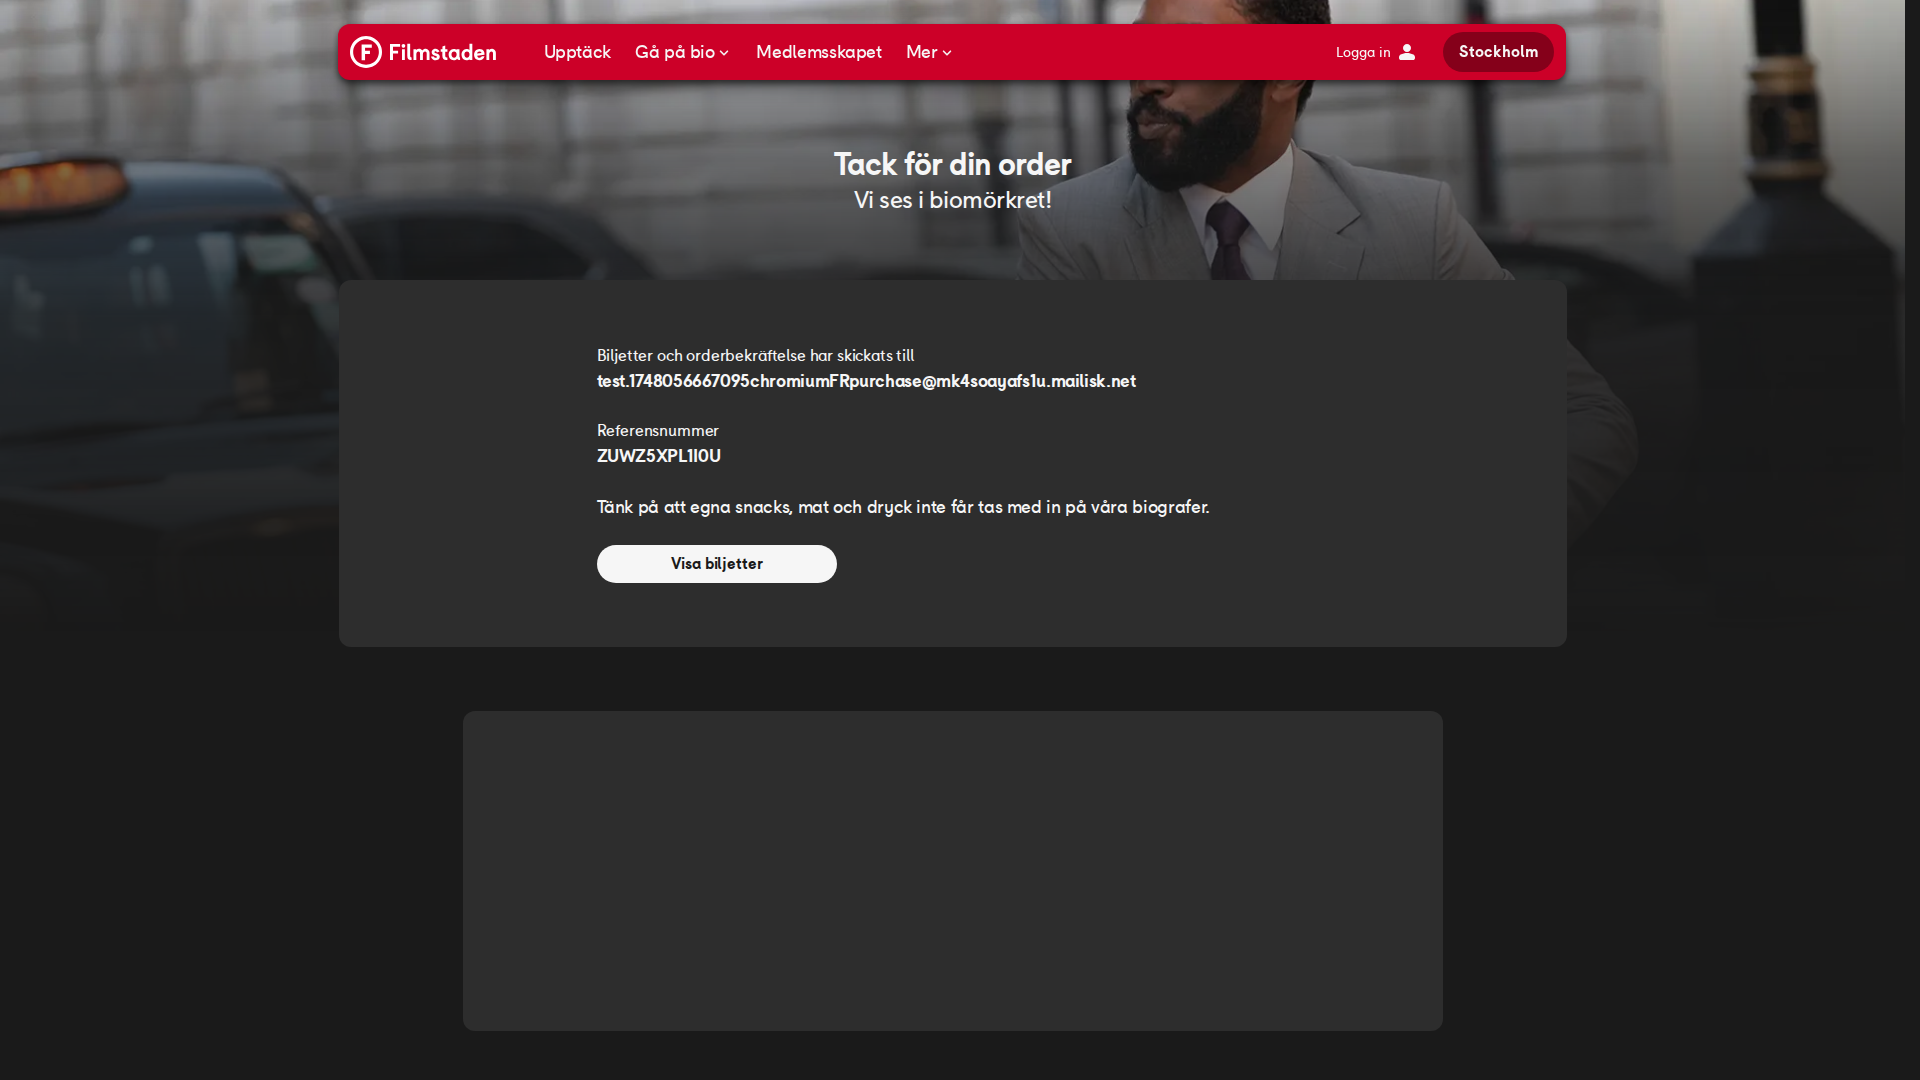 Filmstaden
Upptäck
Gå på bio
Medlemsskapet
Mer
Logga in
Stockholm
Tack för din order
Vi ses i biomörkret!
Biljetter och orderbekräftelse har skickats till
test.1748056667095chromiumFRpurchase@mk4soayafs1u.mailisk.net
Referensnummer
ZUWZ5XPL1I0U
Tänk på att egna snacks, mat och dryck inte får tas med in på våra biografer.
Visa biljetter